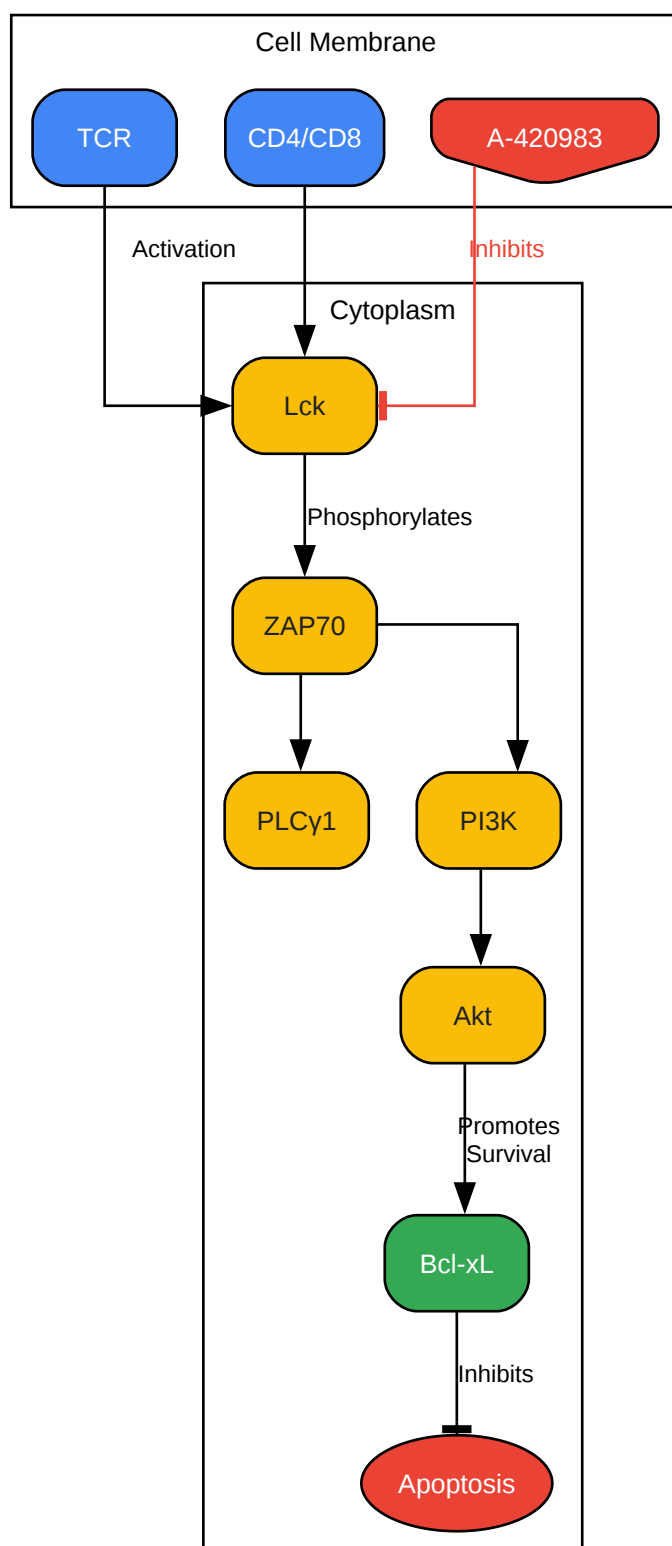 Cell Membrane
TCR
CD4/CD8
A-420983
Activation
Inhibits
Cytoplasm
Lck
Phosphorylates
ZAP70
PLCγ1
PI3K
Akt
Promotes
Survival
Bcl-xL
Inhibits
Apoptosis